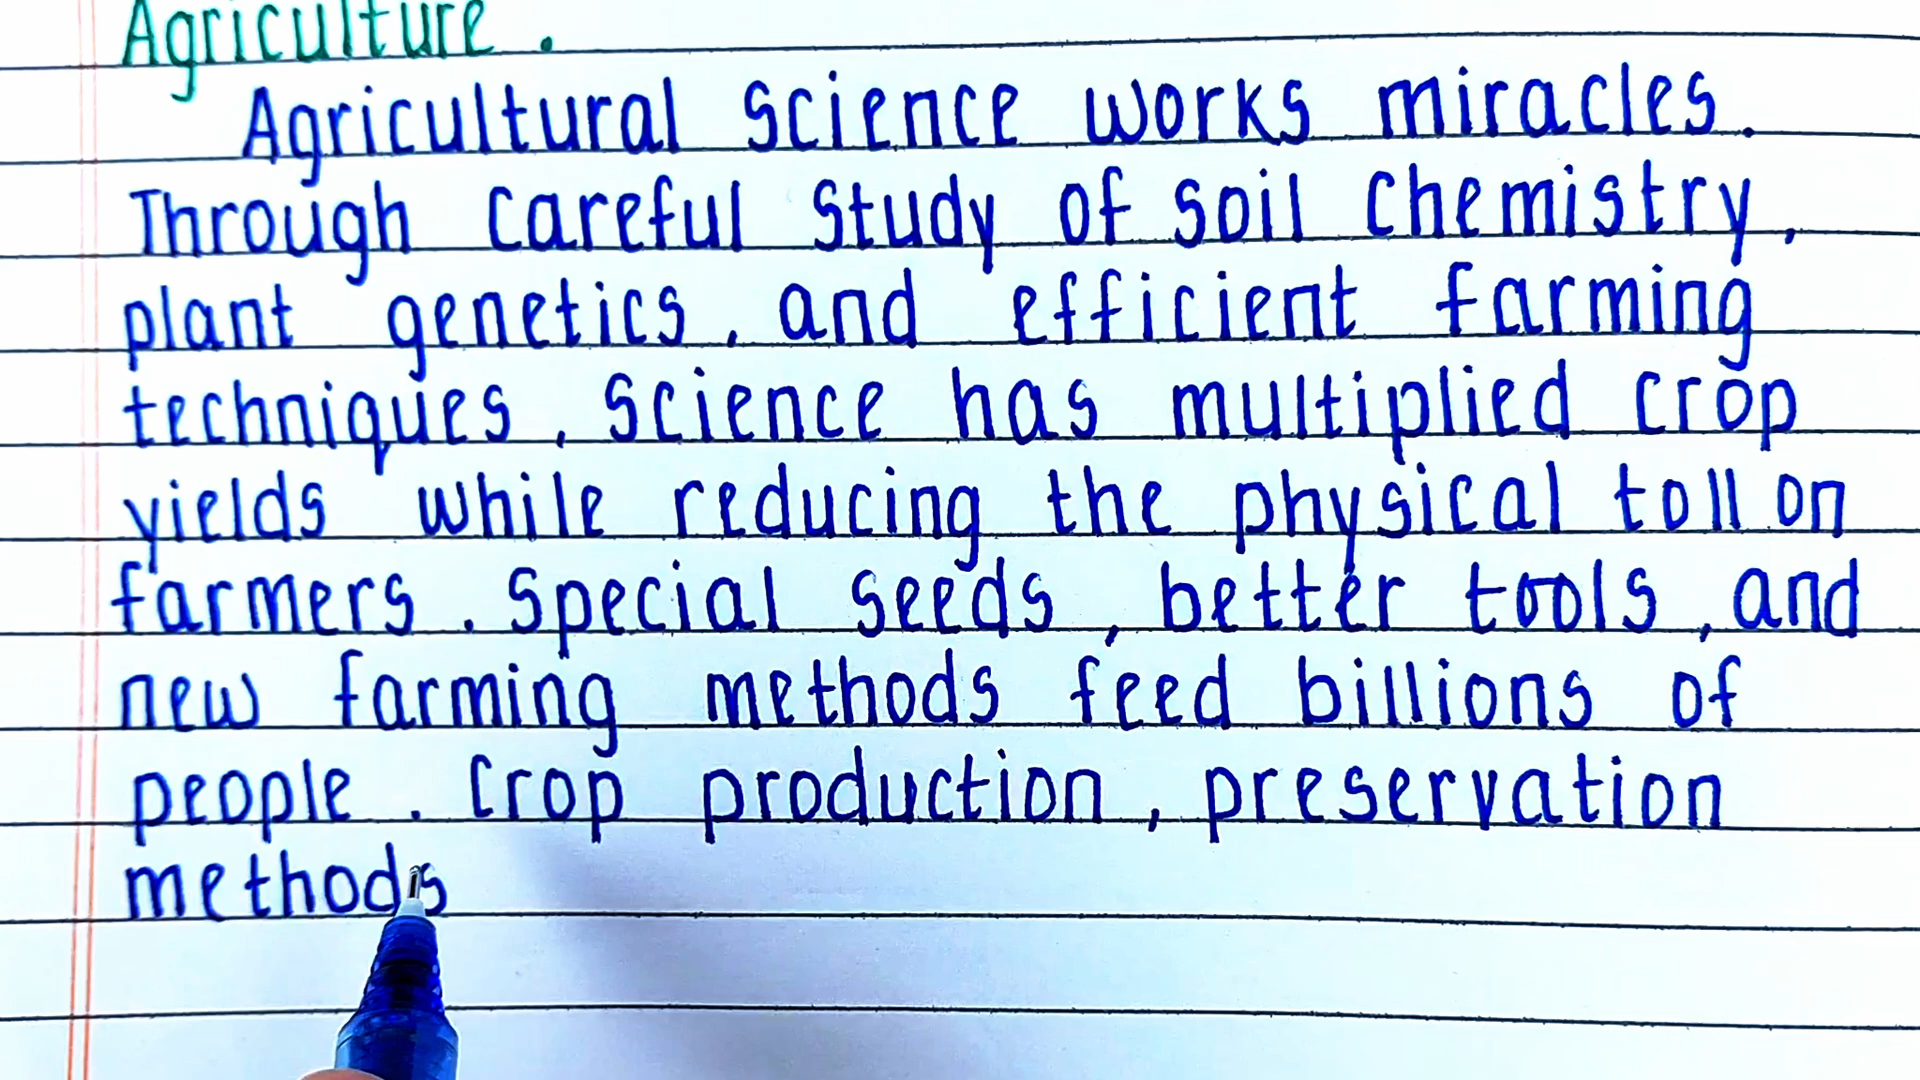 Agriculture.
Agricultural science works miracles.
Through careful study of soil chemistry,
plant genetics, and efficient farming
techniques, science has multiplied crop
yields while reducing the physical toll on
farmers. Special seeds, better tools, and
new farming methods feed billions of
people. Crop production, preservation
methods